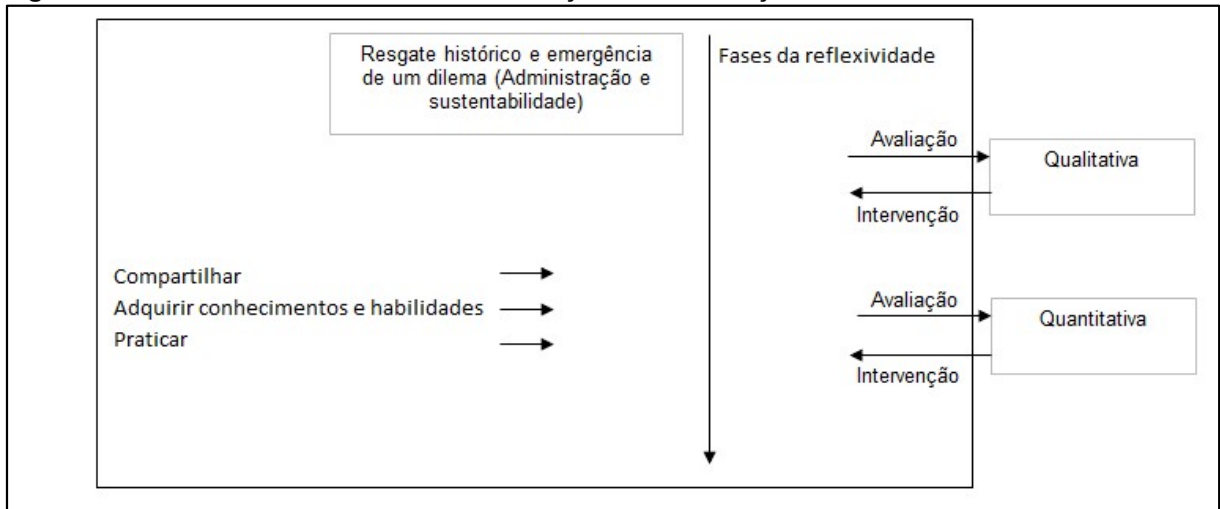 Resgate histórico e emergência
de um dilema (Administração e
sustentabilidade)
Fases da reflexividade
Avaliação
Qualitativa
Intervenção
Compartilhar
Adquirir conhecimentos e habilidades
Praticar
Avaliação
Quantitativa
Intervenção